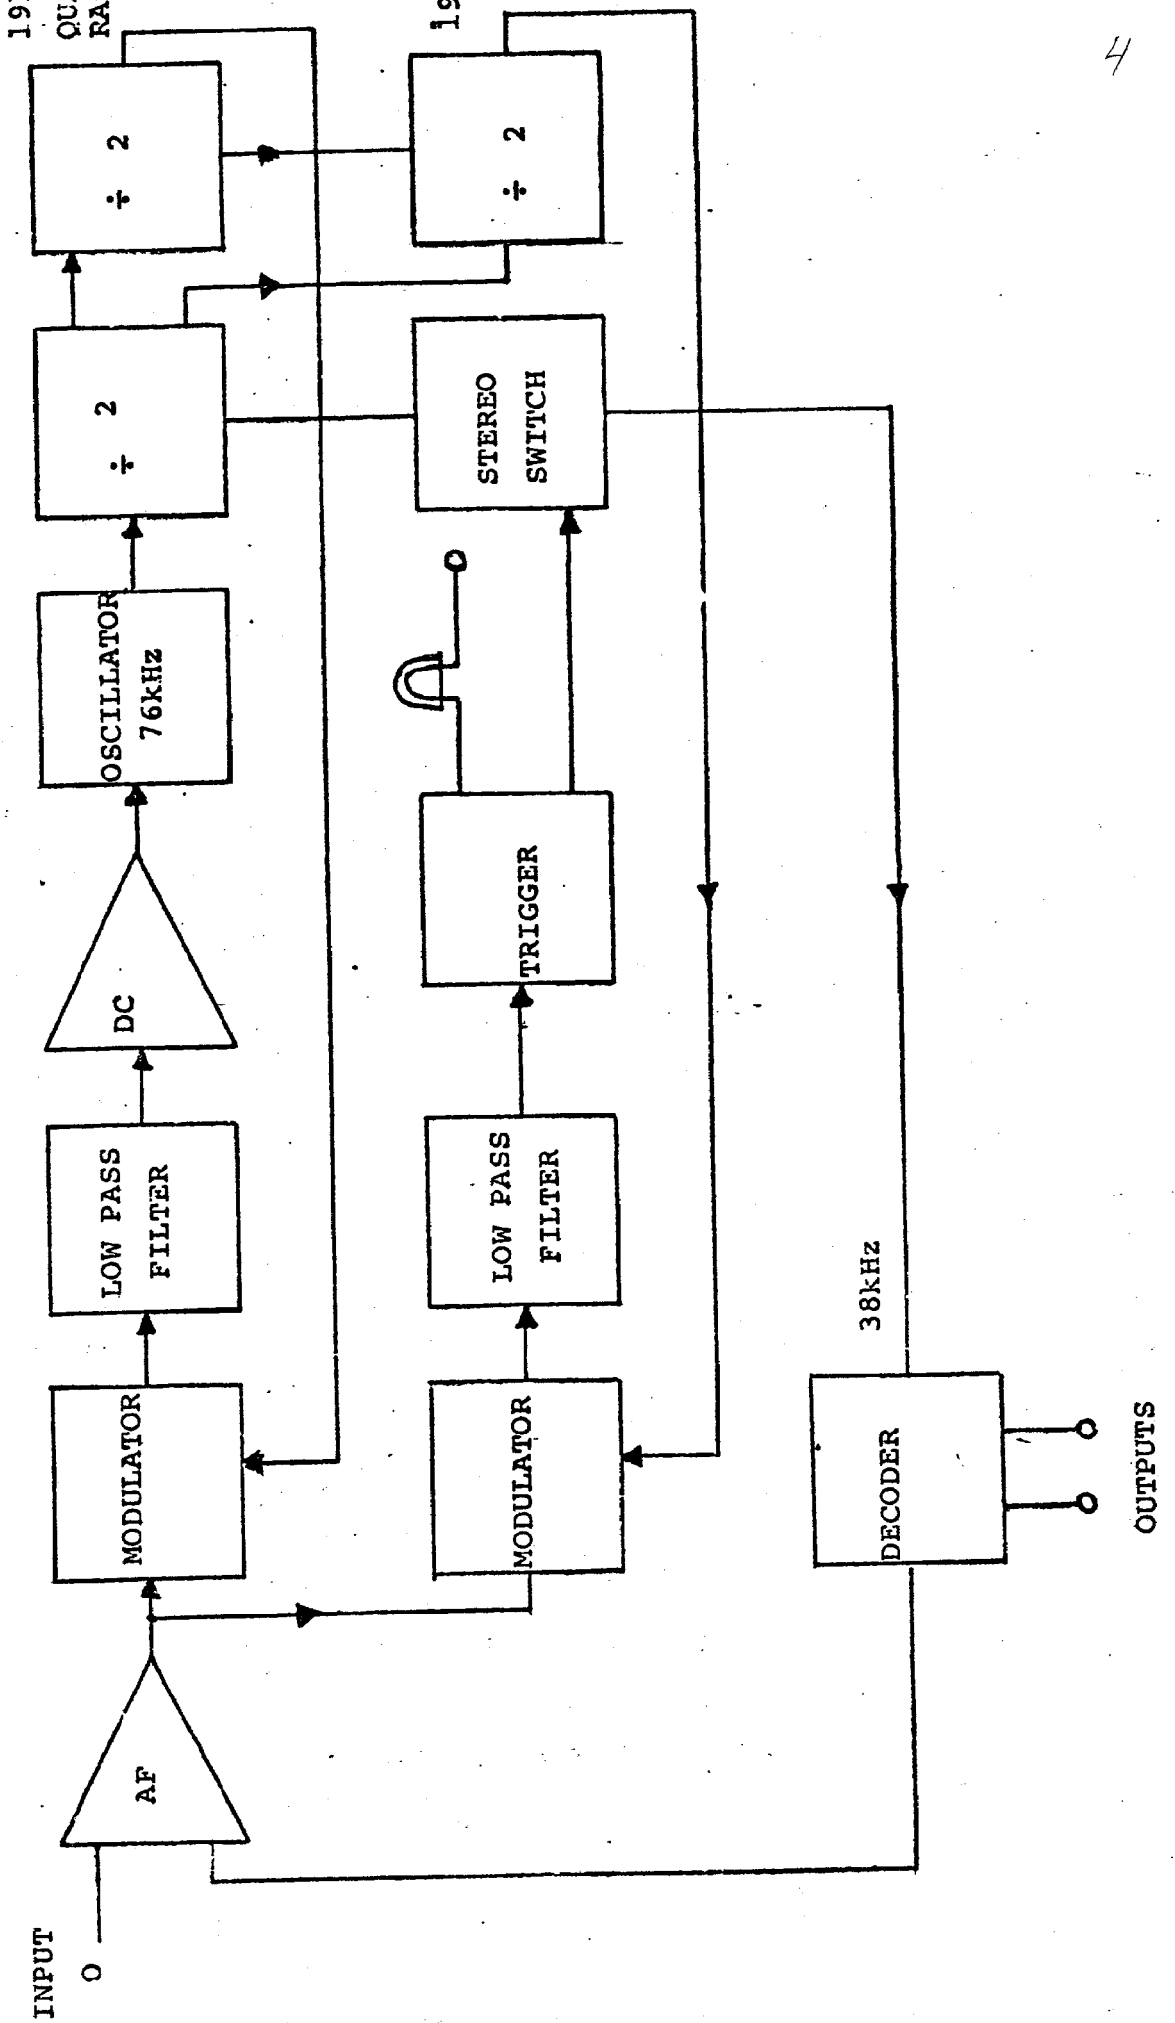 INPUT
O
AF
MODULATOR
LOW PASS
FILTER
DC
OSCILLATOR
76kHz
÷ 2
÷ 2
MODULATOR
LOW PASS
FILTER
TRIGGER
STEREO
SWITCH
÷ 2
DECODER
38kHz
OUTPUTS
4